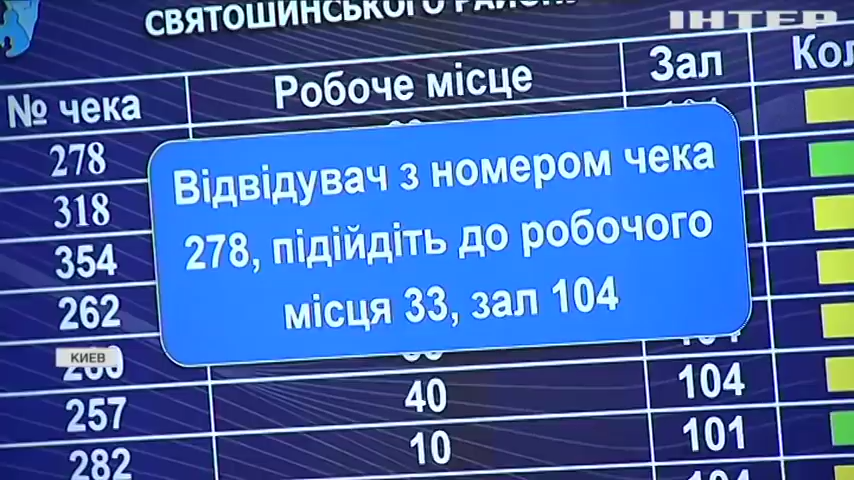 СВЯТОШИНСЬКОГО
ІНТЕР
№ чека Робоче місце Зал
278
318
354
262
Відвідувач з номером чека
278, підійдіть до робочого
місця 33, зал 104
КИЕВ
257 40 104
282 10 101